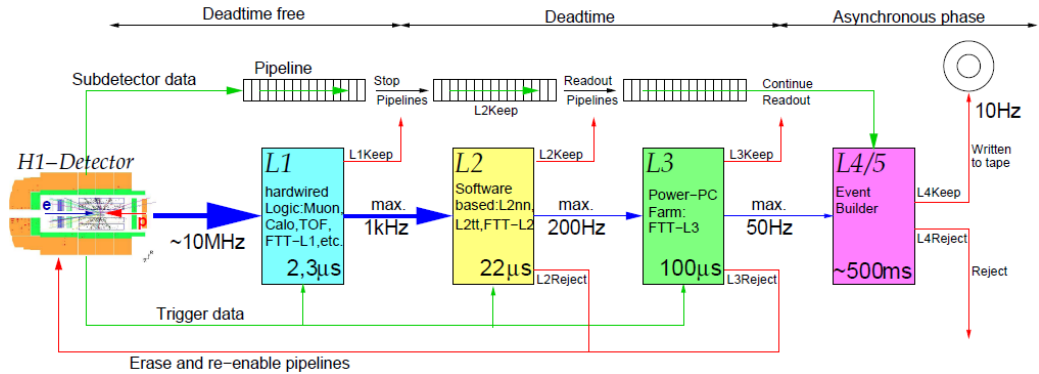 Deadtime free
Deadtime
Asynchronous phase
Subdetector data
Pipeline
Stop
Pipelines
L2Keep
Readout
Pipelines
Continue
Readout
10Hz
H1-Detector
e
p
~10MHz
L1
hardwired
Logic:Muon,
Calo,TOF,
FTT-L1,etc.
2,3μs
L1Keep
max.
1kHz
L2
Software
based:L2nn,
L2tt,FTT-L2
22μs
L2Keep
L2Reject
max.
200Hz
L3
Power-PC
Farm:
FTT-L3
100μs
L3Keep
L3Reject
max.
50Hz
L4/5
Event
Builder
~500ms
L4Keep
L4Reject
Written
to tape
Reject
Trigger data
Erase and re-enable pipelines